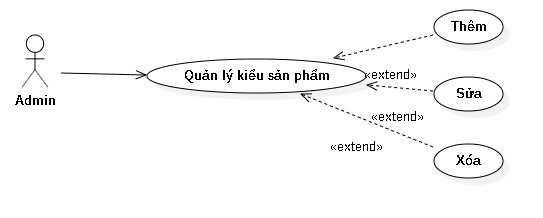 Thêm
Quản lý kiểu sản phẩm
«extend»
Sửa
Admin
«extend»
«extend»
Xóa